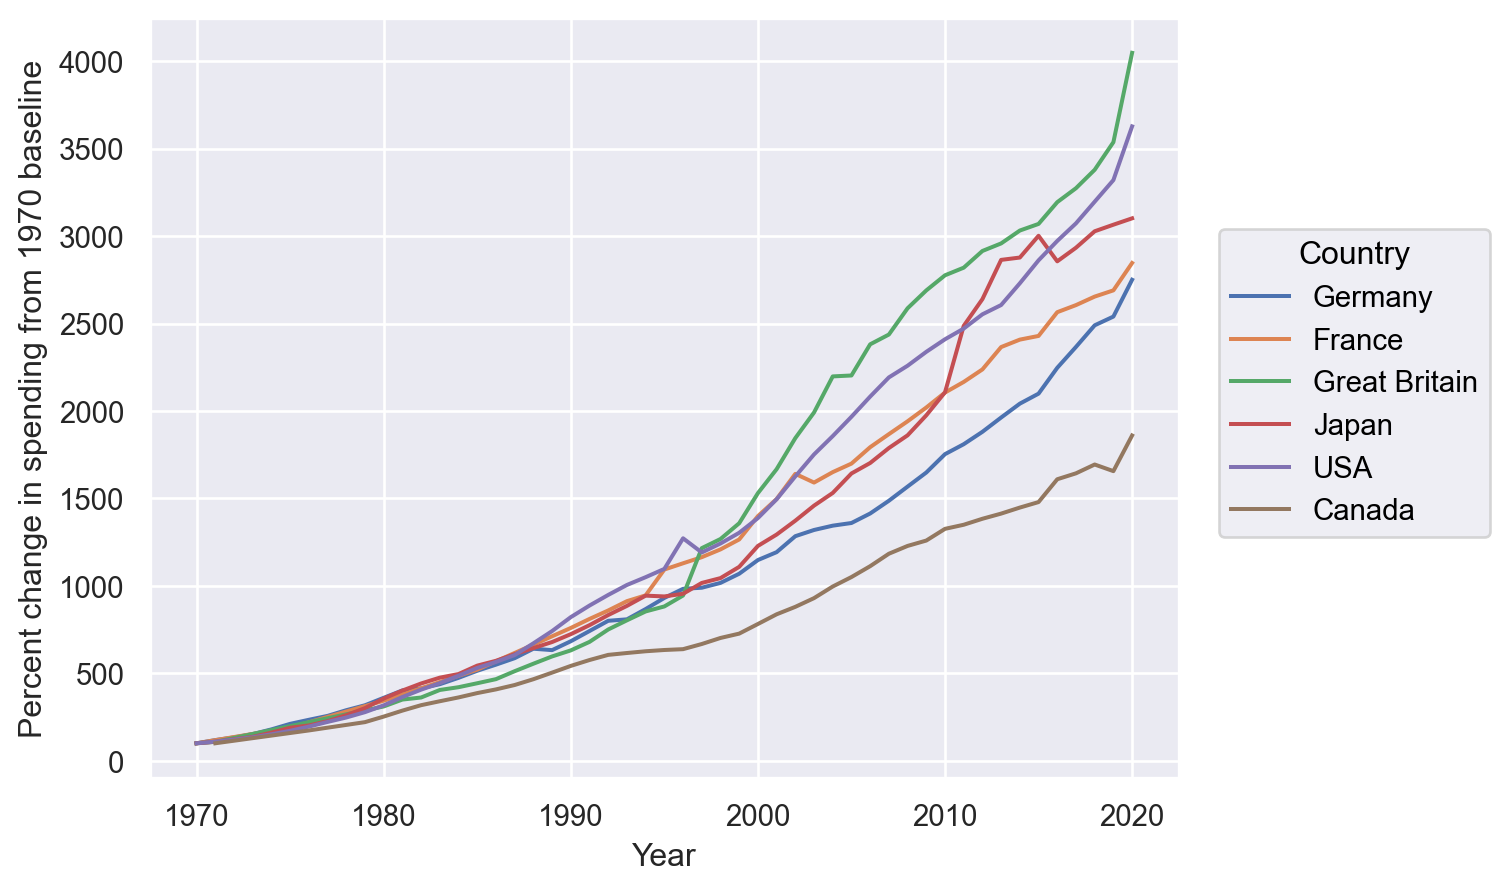 Percent change in spending from 1970 baseline
4000
3500
3000
2500
2000
1500
1000
500
0
1970 1980 1990 2000 2010 2020
Year
Country
Germany
France
Great Britain
Japan
USA
Canada